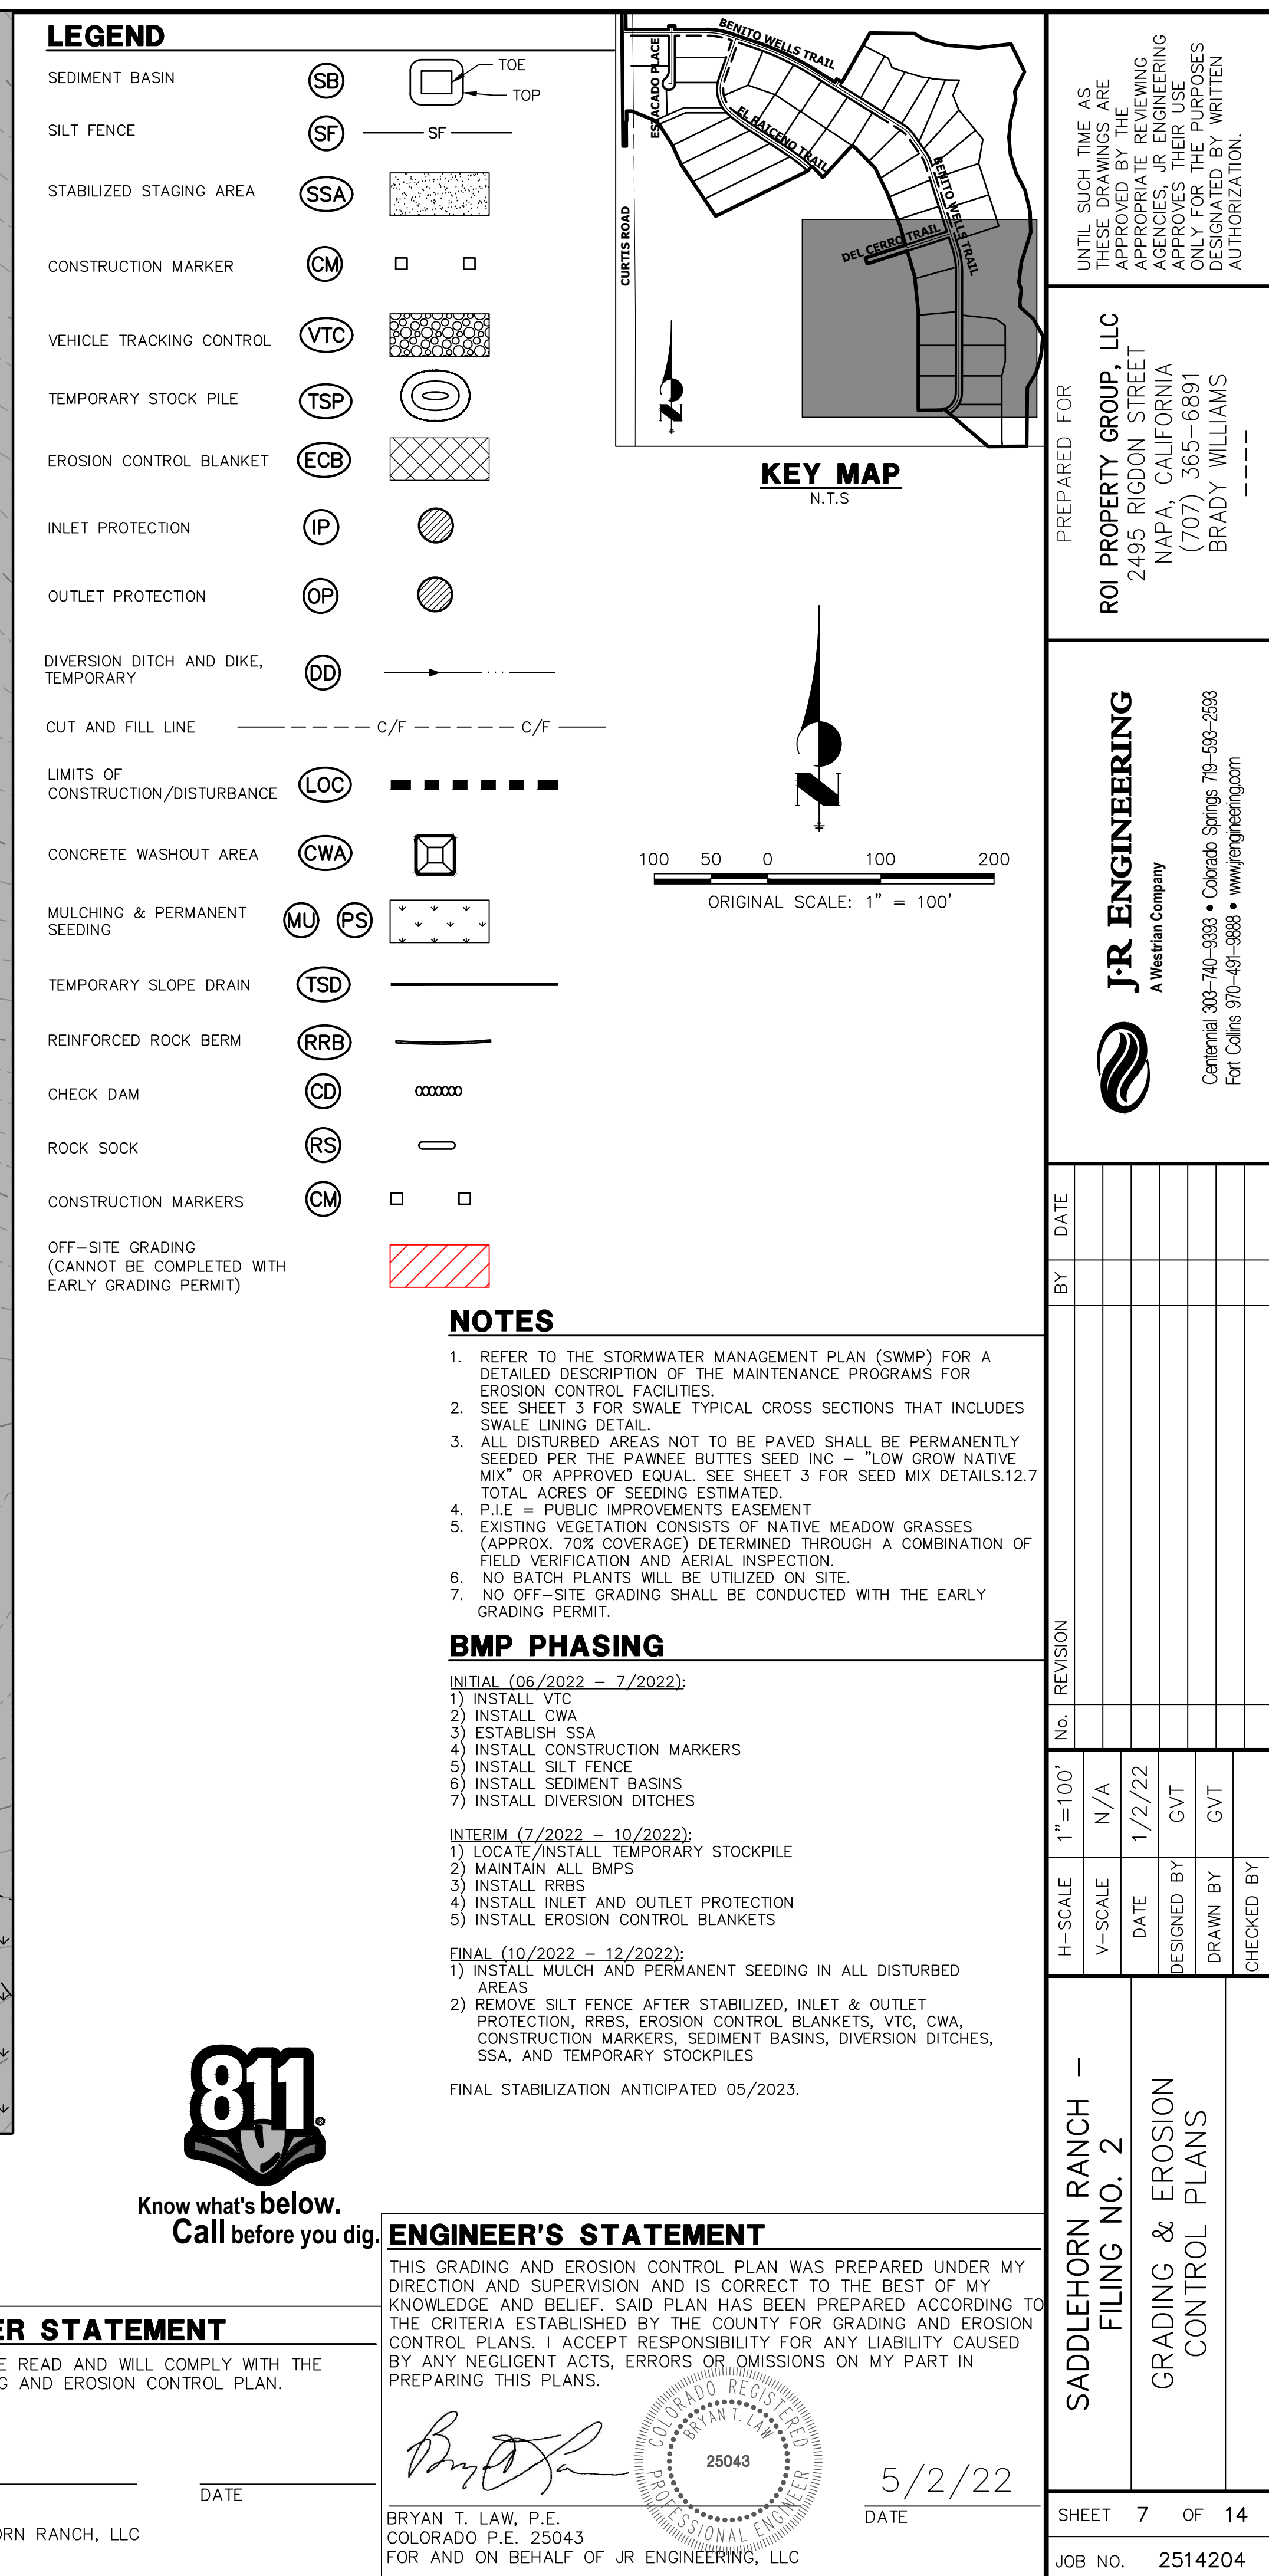 LEGEND
SEDIMENT BASIN SB TOE
TOP
SILT FENCE SF SF
STABILIZED STAGING AREA SSA
CONSTRUCTION MARKER CM
VEHICLE TRACKING CONTROL VTC
TEMPORARY STOCK PILE TSP
EROSION CONTROL BLANKET ECB
INLET PROTECTION IP
OUTLET PROTECTION OP
DIVERSION DITCH AND DIKE,
TEMPORARY DD
CUT AND FILL LINE C/F C/F
LIMITS OF
CONSTRUCTION/DISTURBANCE LOC
CONCRETE WASHOUT AREA CWA
MULCHING & PERMANENT
SEEDING MU PS
TEMPORARY SLOPE DRAIN TSD
REINFORCED ROCK BERM RRB
CHECK DAM CD
ROCK SOCK RS
CONSTRUCTION MARKERS CM
OFF-SITE GRADING
(CANNOT BE COMPLETED WITH
EARLY GRADING PERMIT)
BENITO WELLS TRAIL
ESTACADO PLACE
EL RAICENO TRAIL
BENITO WELLS TRAIL
DEL CERRO TRAIL
CURTIS ROAD
N
KEY MAP
N.T.S
N
100 50 0 100 200
ORIGINAL SCALE: 1" = 100'
NOTES
1. REFER TO THE STORMWATER MANAGEMENT PLAN (SWMP) FOR A
DETAILED DESCRIPTION OF THE MAINTENANCE PROGRAMS FOR
EROSION CONTROL FACILITIES.
2. SEE SHEET 3 FOR SWALE TYPICAL CROSS SECTIONS THAT INCLUDES
SWALE LINING DETAIL.
3. ALL DISTURBED AREAS NOT TO BE PAVED SHALL BE PERMANENTLY
SEEDED PER THE PAWNEE BUTTES SEED INC - "LOW GROW NATIVE
MIX" OR APPROVED EQUAL. SEE SHEET 3 FOR SEED MIX DETAILS.12.7
TOTAL ACRES OF SEEDING ESTIMATED.
4. P.I.E = PUBLIC IMPROVEMENTS EASEMENT
5. EXISTING VEGETATION CONSISTS OF NATIVE MEADOW GRASSES
(APPROX. 70% COVERAGE) DETERMINED THROUGH A COMBINATION OF
FIELD VERIFICATION AND AERIAL INSPECTION.
6. NO BATCH PLANTS WILL BE UTILIZED ON SITE.
7. NO OFF-SITE GRADING SHALL BE CONDUCTED WITH THE EARLY
GRADING PERMIT.
BMP PHASING
INITIAL (06/2022 - 7/2022):
1) INSTALL VTC
2) INSTALL CWA
3) ESTABLISH SSA
4) INSTALL CONSTRUCTION MARKERS
5) INSTALL SILT FENCE
6) INSTALL SEDIMENT BASINS
7) INSTALL DIVERSION DITCHES
INTERIM (7/2022 - 10/2022):
1) LOCATE/INSTALL TEMPORARY STOCKPILE
2) MAINTAIN ALL BMPS
3) INSTALL RRBS
4) INSTALL INLET AND OUTLET PROTECTION
5) INSTALL EROSION CONTROL BLANKETS
FINAL (10/2022 - 12/2022):
1) INSTALL MULCH AND PERMANENT SEEDING IN ALL DISTURBED
AREAS
2) REMOVE SILT FENCE AFTER STABILIZED, INLET & OUTLET
PROTECTION, RRBS, EROSION CONTROL BLANKETS, VTC, CWA,
CONSTRUCTION MARKERS, SEDIMENT BASINS, DIVERSION DITCHES,
SSA, AND TEMPORARY STOCKPILES
FINAL STABILIZATION ANTICIPATED 05/2023.
811
Know what's below.
Call before you dig.
ER STATEMENT
E READ AND WILL COMPLY WITH THE
G AND EROSION CONTROL PLAN.
DATE
ORN RANCH, LLC
ENGINEER'S STATEMENT
THIS GRADING AND EROSION CONTROL PLAN WAS PREPARED UNDER MY
DIRECTION AND SUPERVISION AND IS CORRECT TO THE BEST OF MY
KNOWLEDGE AND BELIEF. SAID PLAN HAS BEEN PREPARED ACCORDING TO
THE CRITERIA ESTABLISHED BY THE COUNTY FOR GRADING AND EROSION
CONTROL PLANS. I ACCEPT RESPONSIBILITY FOR ANY LIABILITY CAUSED
BY ANY NEGLIGENT ACTS, ERRORS OR OMISSIONS ON MY PART IN
PREPARING THIS PLANS.
COLORADO REGISTERED
BRYAN T. LAW
25043
PROFESSIONAL ENGINEER
5/2/22
BRYAN T. LAW, P.E.
DATE
COLORADO P.E. 25043
FOR AND ON BEHALF OF JR ENGINEERING, LLC
UNTIL SUCH TIME AS
THESE DRAWINGS ARE
APPROVED BY THE
APPROPRIATE REVIEWING
AGENCIES, JR ENGINEERING
APPROVES THEIR USE
ONLY FOR THE PURPOSES
DESIGNATED BY WRITTEN
AUTHORIZATION.
PREPARED FOR
ROI PROPERTY GROUP, LLC
2495 RIGDON STREET
NAPA, CALIFORNIA
(707) 365-6891
BRADY WILLIAMS
----
J·R ENGINEERING
A Westrian Company
Centennial 303-740-9393 • Colorado Springs 719-593-2593
Fort Collins 970-491-9888 • www.jrengineering.com
No. REVISION BY DATE
H-SCALE 1"=100'
V-SCALE N/A
DATE 1/2/22
DESIGNED BY GVT
DRAWN BY GVT
CHECKED BY
SADDLEHORN RANCH -
FILING NO. 2
GRADING & EROSION
CONTROL PLANS
SHEET 7 OF 14
JOB NO. 2514204